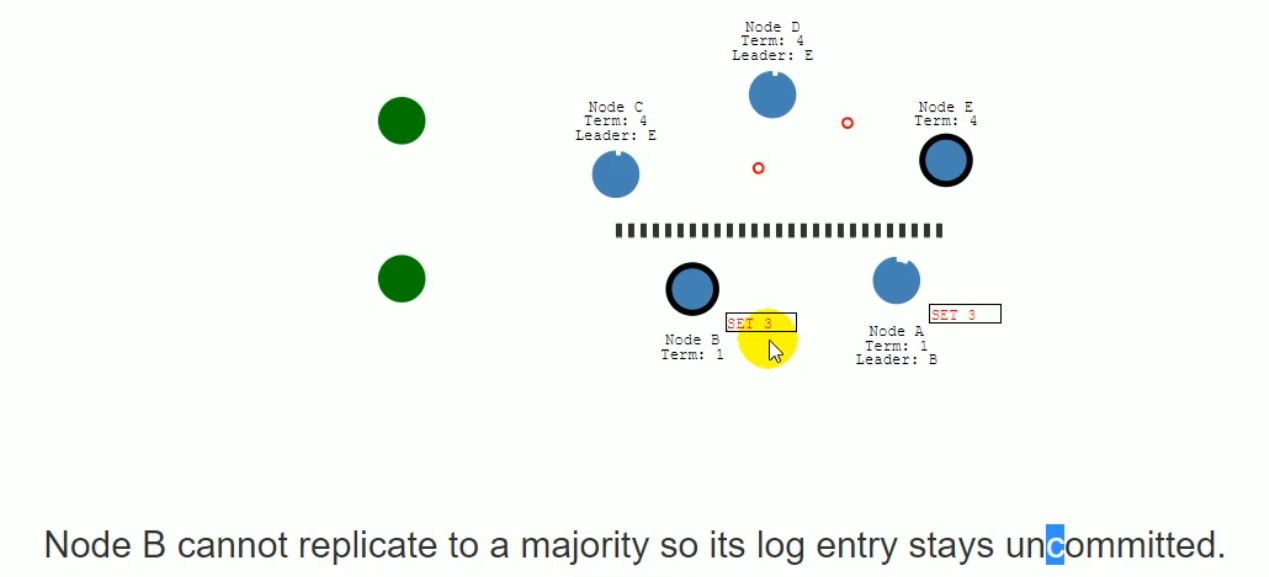 Node D
Term: 4
Leader: E
Node C
Term: 4
Leader: E
Node E
Term: 4
SET 3
Node B
Term: 1
SET 3
Node A
Term: 1
Leader: B
Node B cannot replicate to a majority so its log entry stays uncommitted.